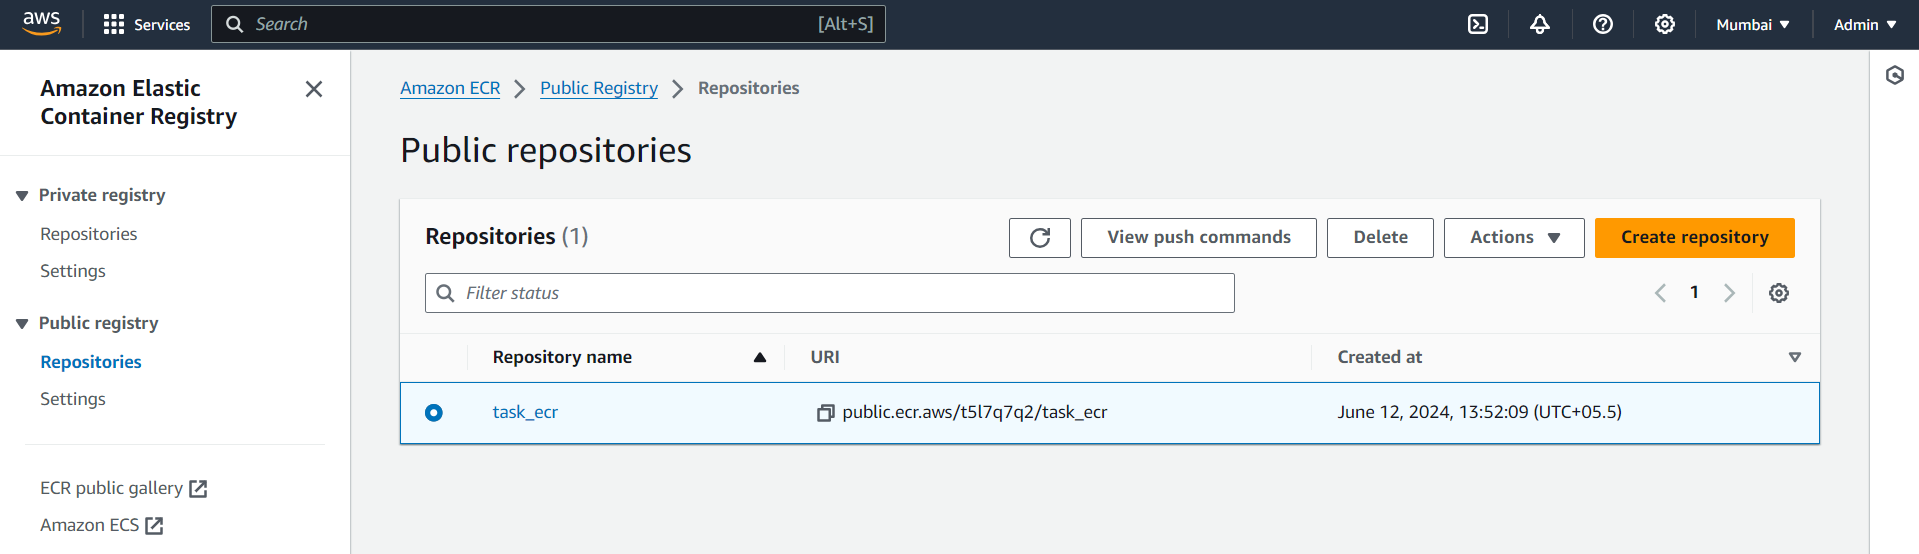 aws
Services
Search
[Alt+S]
Mumbai
Admin
Amazon Elastic
Container Registry
Private registry
Repositories
Settings
Public registry
Repositories
Settings
ECR public gallery
Amazon ECS
Amazon ECR
Public Registry
Repositories
Public repositories
Repositories (1)
View push commands
Delete
Actions
Create repository
Filter status
1
Repository name
URI
Created at
task_ecr
public.ecr.aws/t5l7q7q2/task_ecr
June 12, 2024, 13:52:09 (UTC+05.5)